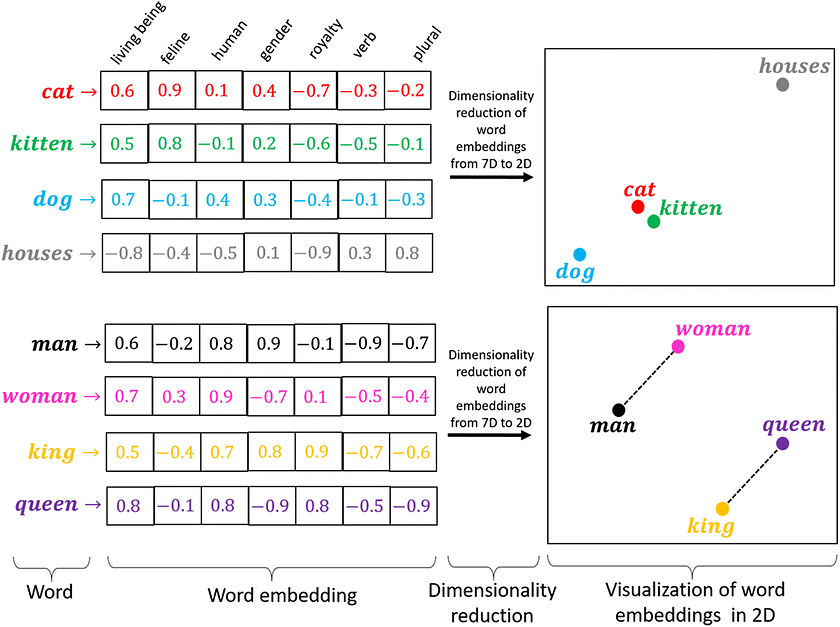 living being feline human gender royalty verb plural
cat → 0.6 0.9 0.1 0.4 −0.7 −0.3 −0.2
kitten → 0.5 0.8 −0.1 0.2 −0.6 −0.5 −0.1
dog → 0.7 −0.1 0.4 0.3 −0.4 −0.1 −0.3
houses → −0.8 −0.4 −0.5 0.1 −0.9 0.3 0.8
Dimensionality
reduction of
word
embeddings
from 7D to 2D
houses
cat
kitten
dog
man → 0.6 −0.2 0.8 0.9 −0.1 −0.9 −0.7
woman → 0.7 0.3 0.9 −0.7 0.1 −0.5 −0.4
king → 0.5 −0.4 0.7 0.8 0.9 −0.7 −0.6
queen → 0.8 −0.1 0.8 −0.9 0.8 −0.5 −0.9
Dimensionality
reduction of
word
embeddings
from 7D to 2D
woman
man
queen
king
Word
Word embedding
Dimensionality
reduction
Visualization of word
embeddings in 2D